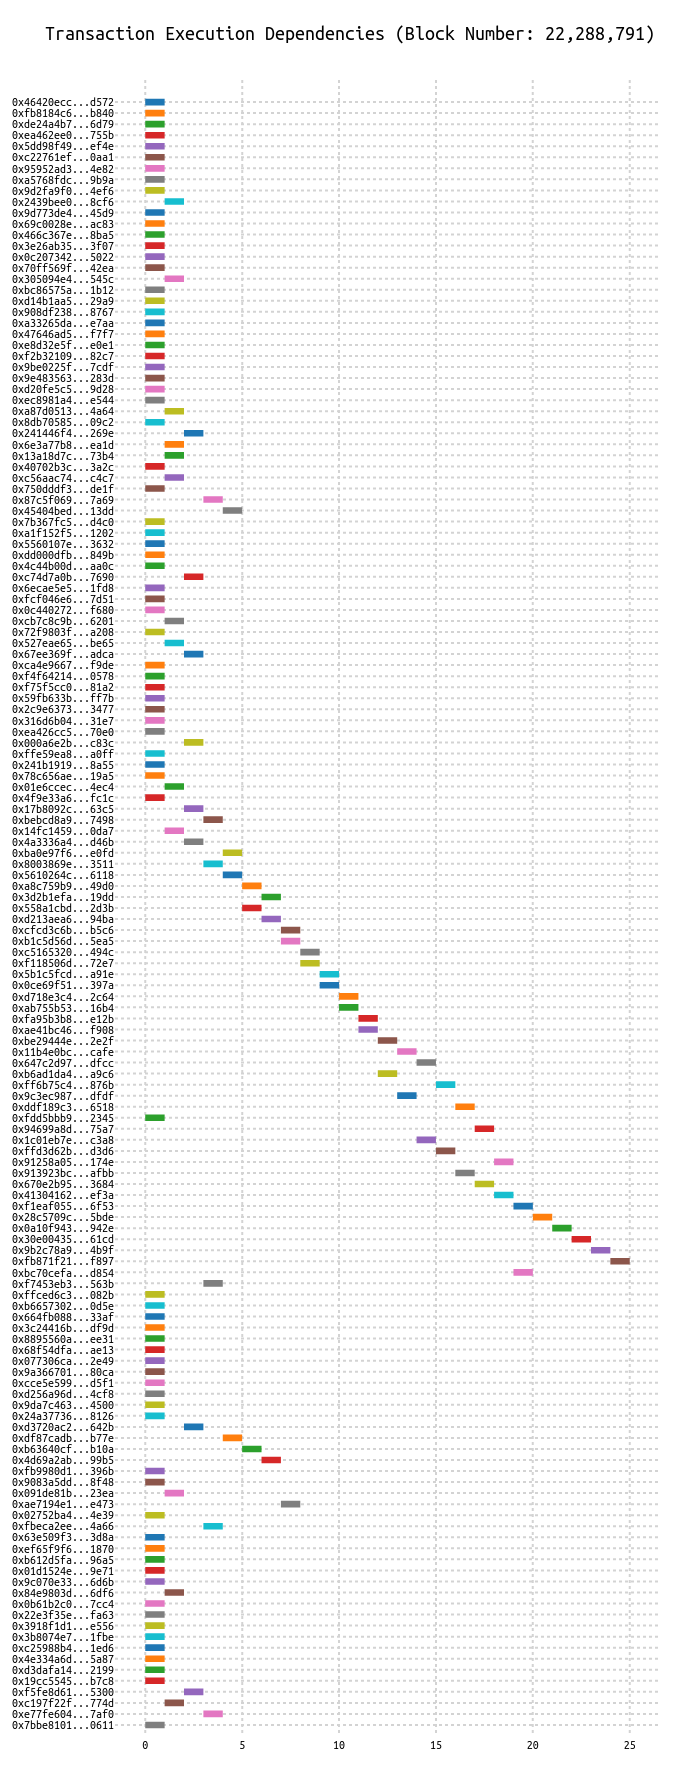 Transaction Execution Dependencies (Block Number: 22,288,791)
0x46420ecc...d572
0xfb8184c6...b840
0xde24a4b7...6d79
0xea462ee0...755b
0x5dd98f49...ef4e
0xc22761ef...0aa1
0x95952ad3...4e82
0xa5768fdc...9b9a
0x9d2fa9f0...4ef6
0x2439bee0...8cf6
0x9d773de4...45d9
0x69c0028e...ac83
0x466c367e...8ba5
0x3e26ab35...3f07
0x0c207342...5022
0x70ff569f...42ea
0x305094e4...545c
0xbc86575a...1b12
0xd14b1aa5...29a9
0x908df238...8767
0xa33265da...e7aa
0x47646ad5...f7f7
0xe8d32e5f...e0e1
0xf2b32109...82c7
0x9be0225f...7cdf
0x9e483563...283d
0xd20fe5c5...9d28
0xec8981a4...e544
0xa87d0513...4a64
0x8db70585...09c2
0x241446f4...269e
0x6e3a77b8...ea1d
0x13a18d7c...73b4
0x40702b3c...3a2c
0xc56aac74...c4c7
0x750dddf3...de1f
0x87c5f069...7a69
0x45404bed...13dd
0x7b367fc5...d4c0
0xa1f152f5...1202
0x5560107e...3632
0xdd000dfb...849b
0x4c44b00d...aa0c
0xc74d7a0b...7690
0x6ecae5e5...1fd8
0xfcf046e6...7d51
0x0c440272...f680
0xcb7c8c9b...6201
0x72f9803f...a208
0x527eae65...be65
0x67ee369f...adca
0xca4e9667...f9de
0xf4f64214...0578
0xf75f5cc0...81a2
0x59fb633b...ff7b
0x2c9e6373...3477
0x316d6b04...31e7
0xea426cc5...70e0
0x000a6e2b...c83c
0xffe59ea8...a0ff
0x241b1919...8a55
0x78c656ae...19a5
0x01e6ccec...4ec4
0x4f9e33a6...fc1c
0x17b8092c...63c5
0xbebcd8a9...7498
0x14fc1459...0da7
0x4a3336a4...d46b
0xba0e97f6...e0fd
0x8003869e...3511
0x5610264c...6118
0xa8c759b9...49d0
0x3d2b1efa...19dd
0x558a1cbd...2d3b
0xd213aea6...94ba
0xcfcd3c6b...b5c6
0xb1c5d56d...5ea5
0xc5165320...494c
0xf118506d...72e7
0x5b1c5fcd...a91e
0x0ce69f51...397a
0xd718e3c4...2c64
0xab755b53...16b4
0xfa95b3b8...e12b
0xae41bc46...f908
0xbe29444e...2e2f
0x11b4e0bc...cafe
0x647c2d97...dfcc
0xb6ad1da4...a9c6
0xff6b75c4...876b
0x9c3ec987...dfdf
0xddf189c3...6518
0xfdd5bbb9...2345
0x94699a8d...75a7
0x1c01eb7e...c3a8
0xffd3d62b...d3d6
0x91258a05...174e
0x913923bc...afbb
0x670e2b95...3684
0x41304162...ef3a
0xf1eaf055...6f53
0x28c5709c...5bde
0x0a10f943...942e
0x30e00435...61cd
0x9b2c78a9...4b9f
0xfb871f21...f897
0xbc70cefa...d854
0xf7453eb3...563b
0xffced6c3...082b
0xb6657302...0d5e
0x664fb088...33af
0x3c24416b...df9d
0x8895560a...ee31
0x68f54dfa...ae13
0x077306ca...2e49
0x9a366701...80ca
0xcce5e599...d5f1
0xd256a96d...4cf8
0x9da7c463...4500
0x24a37736...8126
0xd3720ac2...642b
0xdf87cadb...b77e
0xb63640cf...b10a
0x4d69a2ab...99b5
0xfb9980d1...396b
0x9083a5dd...8f48
0x091de81b...23ea
0xae7194e1...e473
0x02752ba4...4e39
0xfbeca2ee...4a66
0x63e509f3...3d8a
0xef65f9f6...1870
0xb612d5fa...96a5
0x01d1524e...9e71
0x9c070e33...6d6b
0x84e9803d...6df6
0x0b61b2c0...7cc4
0x22e3f35e...fa63
0x3918f1d1...e556
0x3b8074e7...1fbe
0xc25988b4...1ed6
0x4e334a6d...5a87
0xd3dafa14...2199
0x19cc5545...b7c8
0xf5fe8d61...5300
0xc197f22f...774d
0xe77fe604...7af0
0x7bbe8101...0611
0 5 10 15 20 25